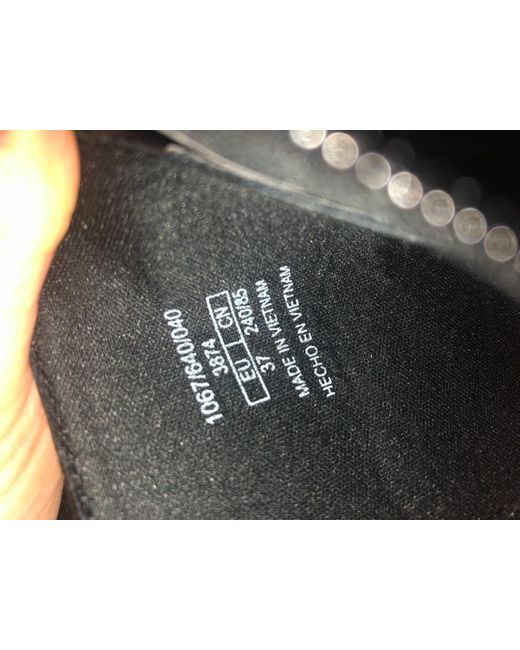 1067/640/040
3874
EU CN
37 240/85
MADE IN VIETNAM
HECHO EN VIETNAM